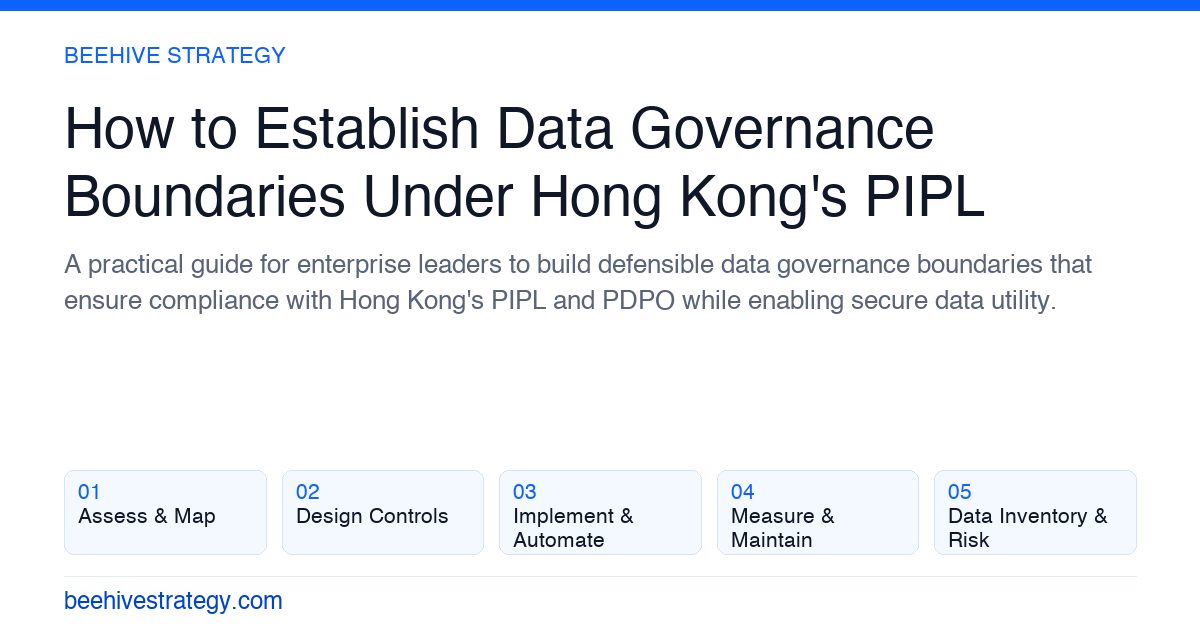 BEEHIVE STRATEGY
How to Establish Data Governance
Boundaries Under Hong Kong's PIPL
A practical guide for enterprise leaders to build defensible data governance boundaries that
ensure compliance with Hong Kong's PIPL and PDPO while enabling secure data utility.
01
Assess & Map
02
Design Controls
03
Implement &
Automate
04
Measure &
Maintain
05
Data Inventory &
Risk
beehivestrategy.com